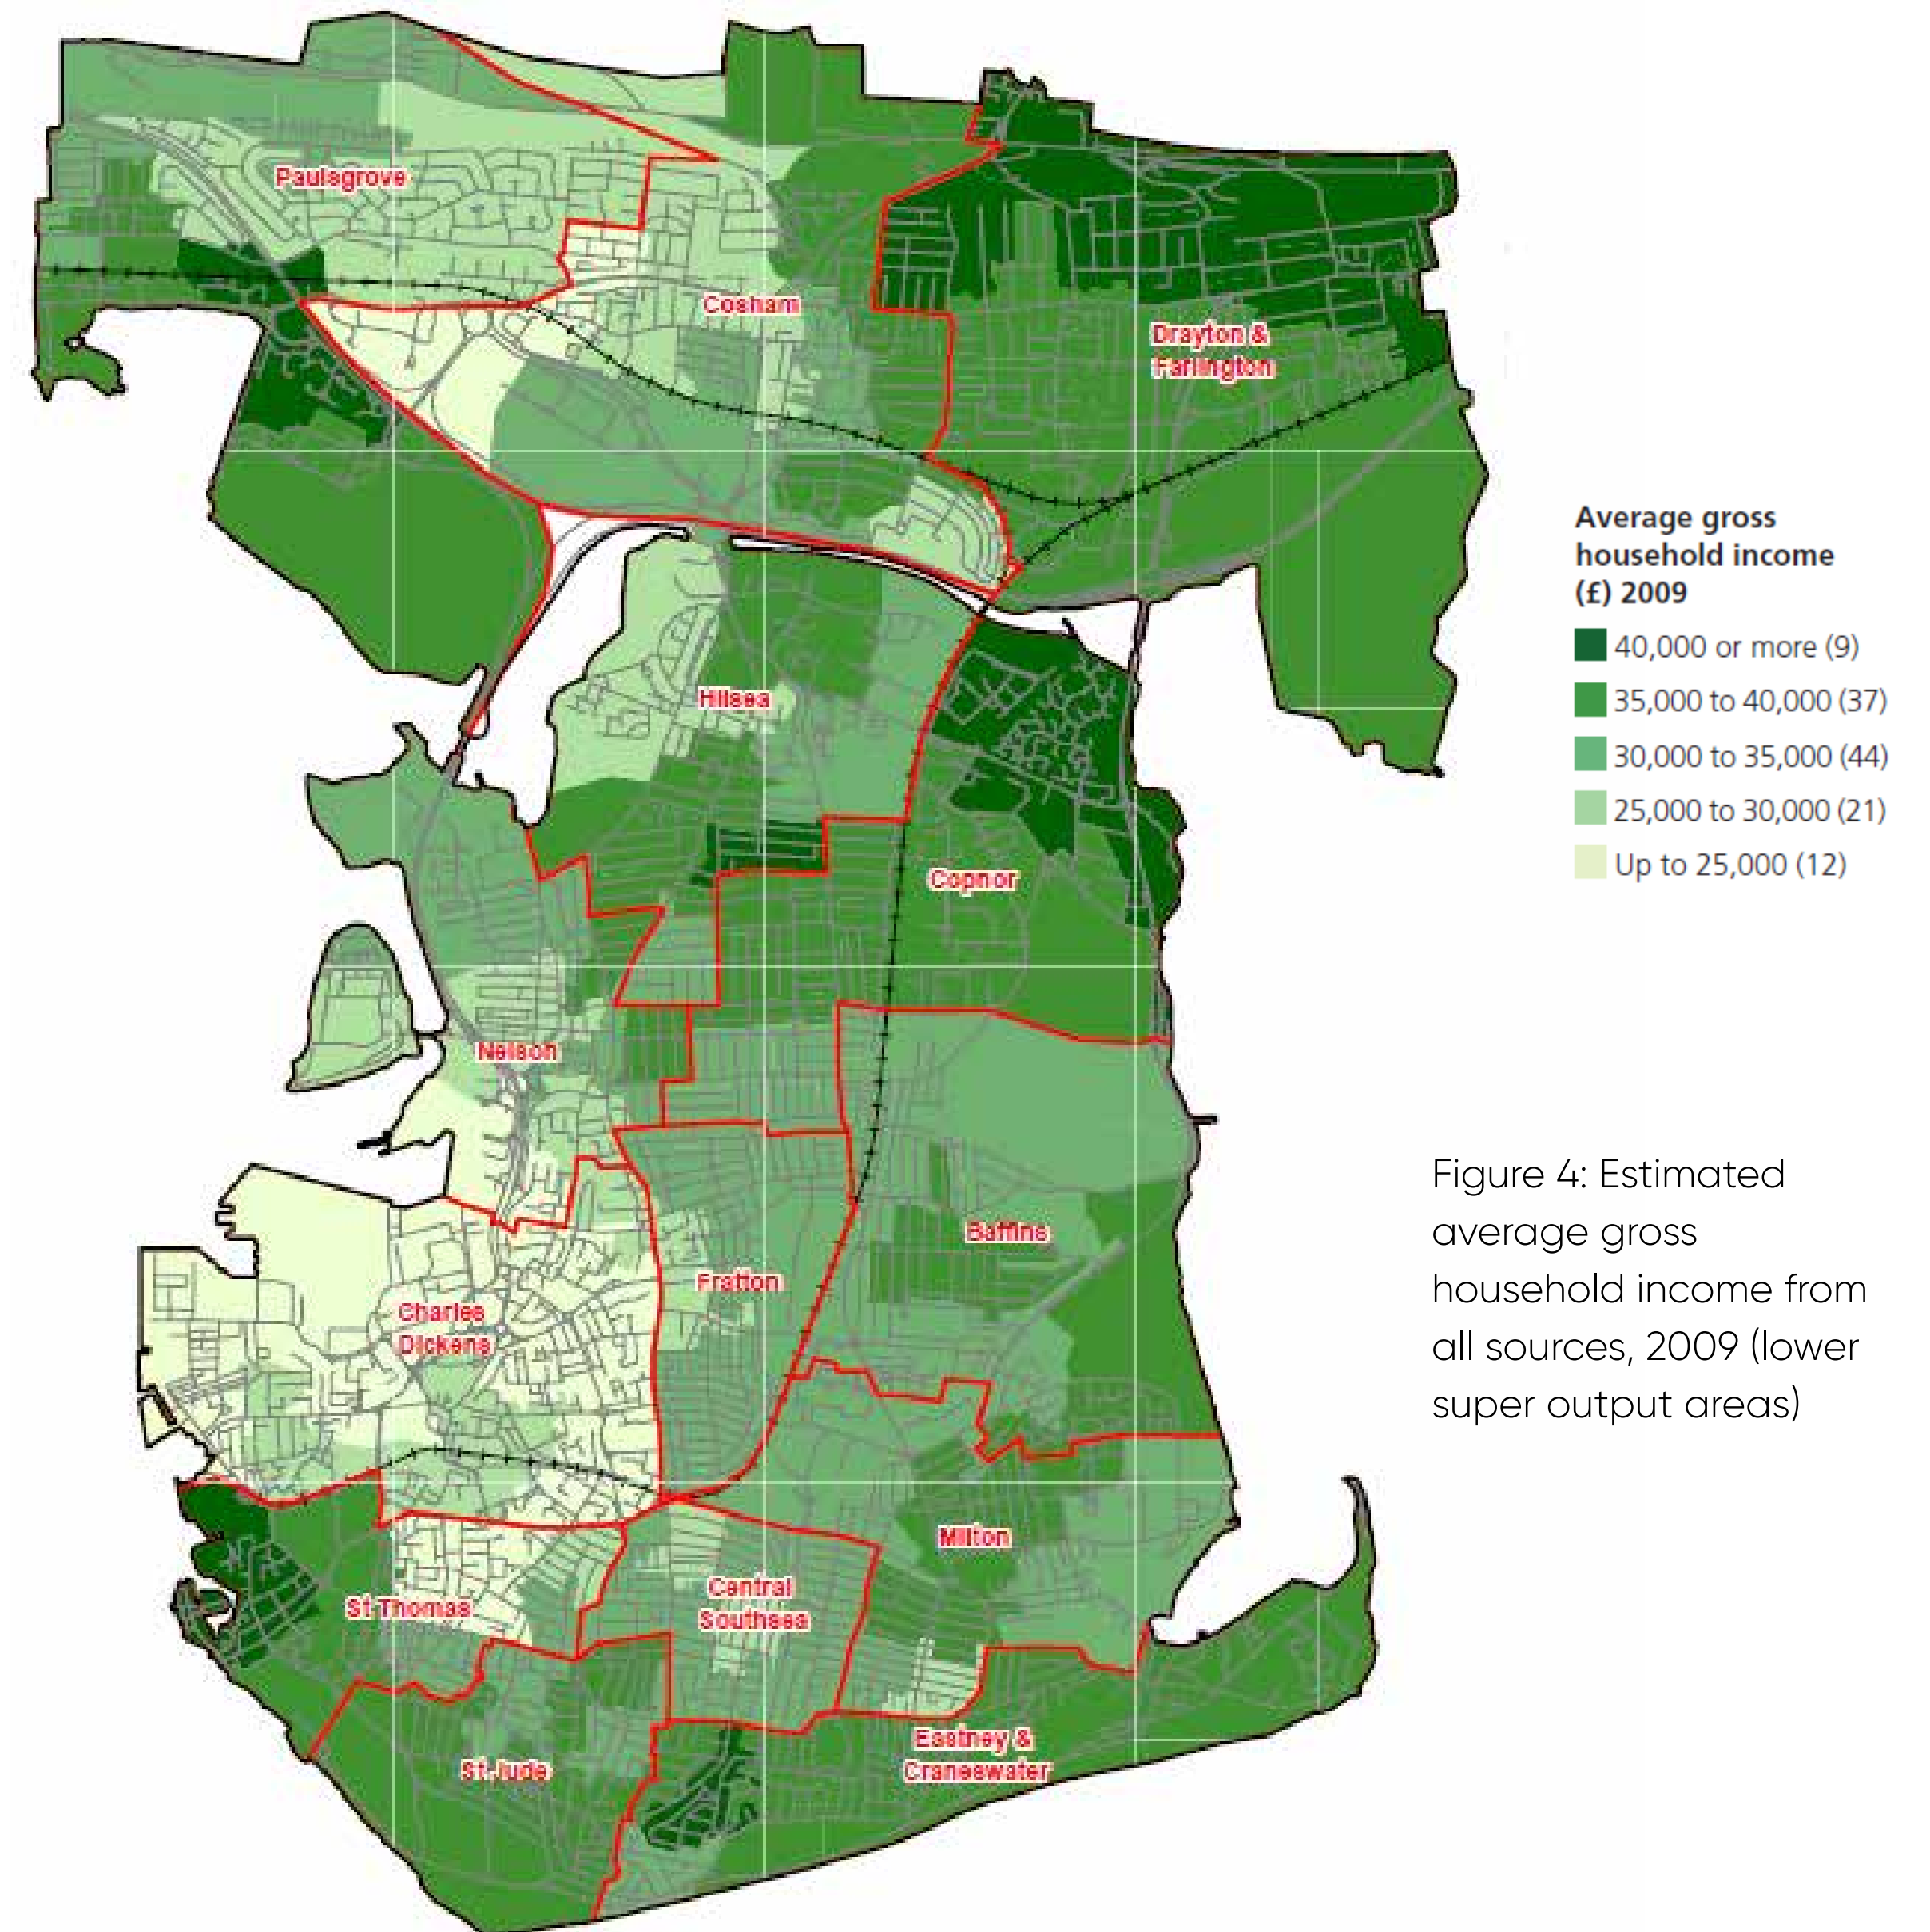 Paulsgrove
Cosham
Drayton &
Farlington
Hilsea
Copnor
Nelson
Baffins
Fratton
Charles
Dickens
Milton
Central
Southsea
St Thomas
Eastney &
Craneswater
St Jude
Average gross
household income
(£) 2009
40,000 or more (9)
35,000 to 40,000 (37)
30,000 to 35,000 (44)
25,000 to 30,000 (21)
Up to 25,000 (12)
Figure 4: Estimated
average gross
household income from
all sources, 2009 (lower
super output areas)